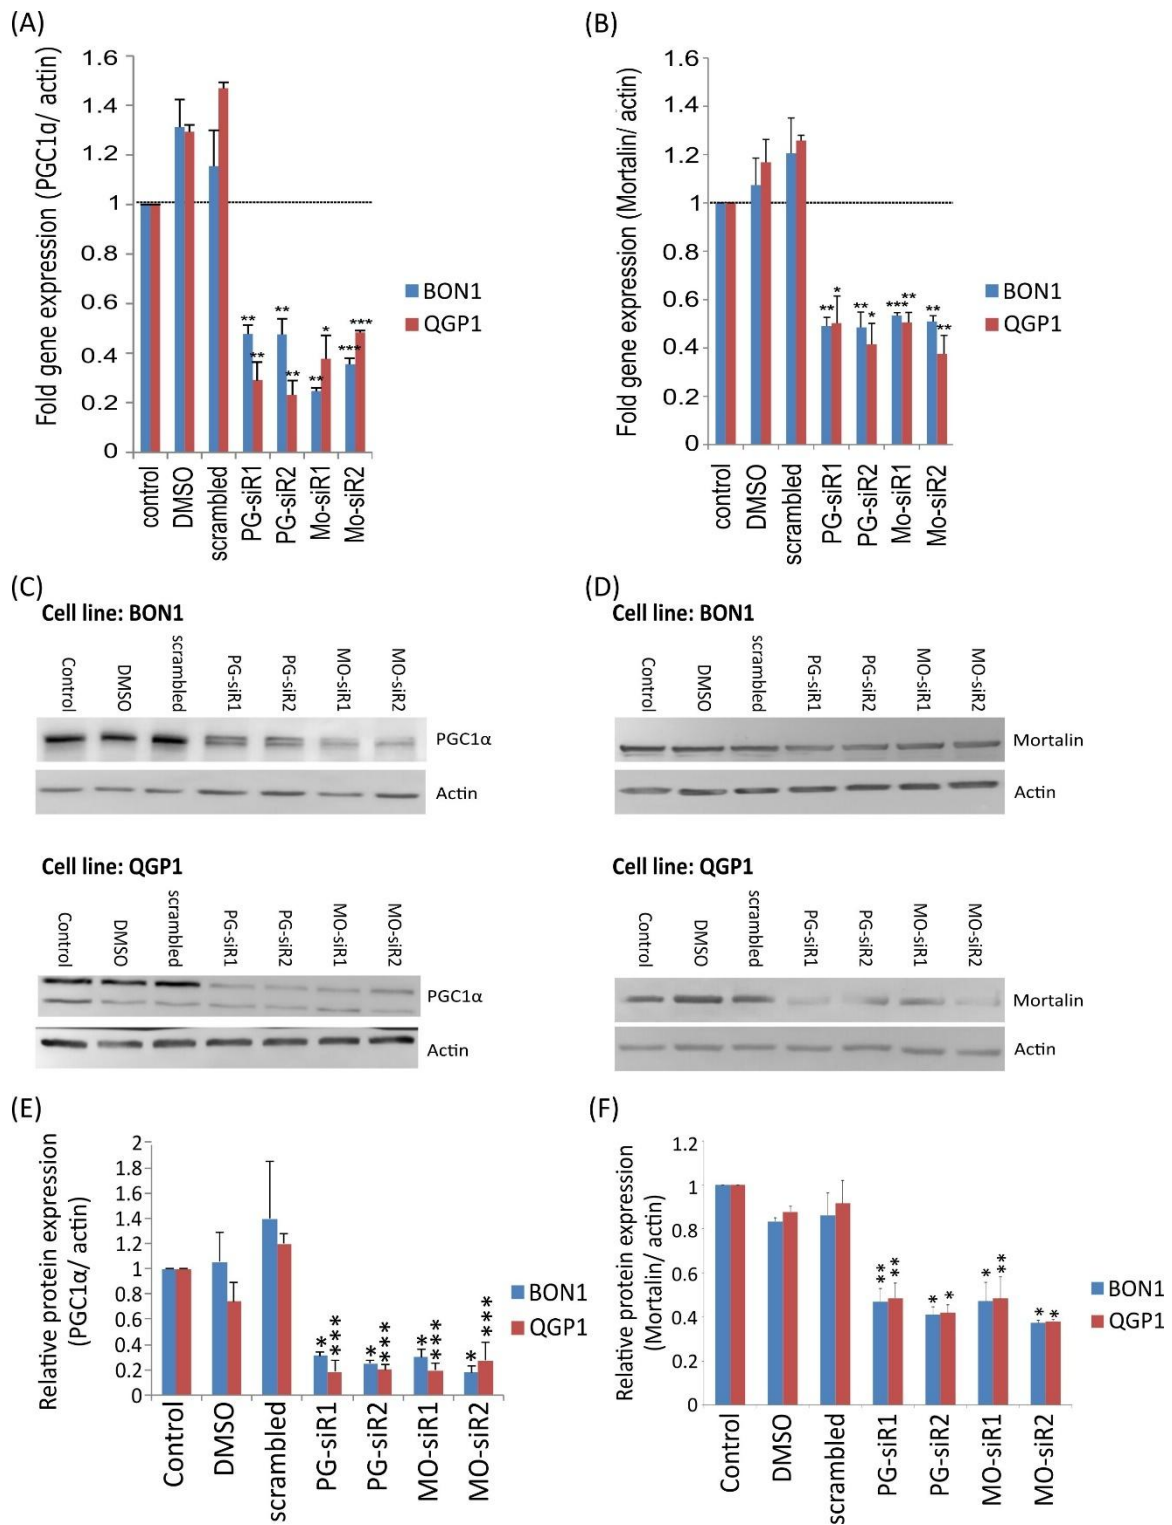 (A)
Fold gene expression (PGC1α/ actin)
1.6
1.4
1.2
1
0.8
0.6
0.4
0.2
0
** ** ** ** ** * *** ***
control
DMSO
scrambled
PG-siR1
PG-siR2
Mo-siR1
Mo-siR2
BON1
QGP1
(B)
Fold gene expression (Mortalin/ actin)
1.6
1.4
1.2
1
0.8
0.6
0.4
0.2
0
** * ** * *** ** ** **
control
DMSO
scrambled
PG-siR1
PG-siR2
Mo-siR1
Mo-siR2
BON1
QGP1
(C)
Cell line: BON1
Control
DMSO
scrambled
PG-siR1
PG-siR2
MO-siR1
MO-siR2
PGC1α
Actin
Cell line: QGP1
Control
DMSO
scrambled
PG-siR1
PG-siR2
MO-siR1
MO-siR2
PGC1α
Actin
(D)
Cell line: BON1
Control
DMSO
scrambled
PG-siR1
PG-siR2
MO-siR1
MO-siR2
Mortalin
Actin
Cell line: QGP1
Control
DMSO
scrambled
PG-siR1
PG-siR2
MO-siR1
MO-siR2
Mortalin
Actin
(E)
Relative protein expression
(PGC1α/ actin)
2
1.8
1.6
1.4
1.2
1
0.8
0.6
0.4
0.2
0
* *** * *** * *** * ***
Control
DMSO
scrambled
PG-siR1
PG-siR2
MO-siR1
MO-siR2
BON1
QGP1
(F)
Relative protein expression
(Mortalin/ actin)
1.2
1
0.8
0.6
0.4
0.2
0
** ** * * * ** * *
Control
DMSO
scrambled
PG-siR1
PG-siR2
MO-siR1
MO-siR2
BON1
QGP1